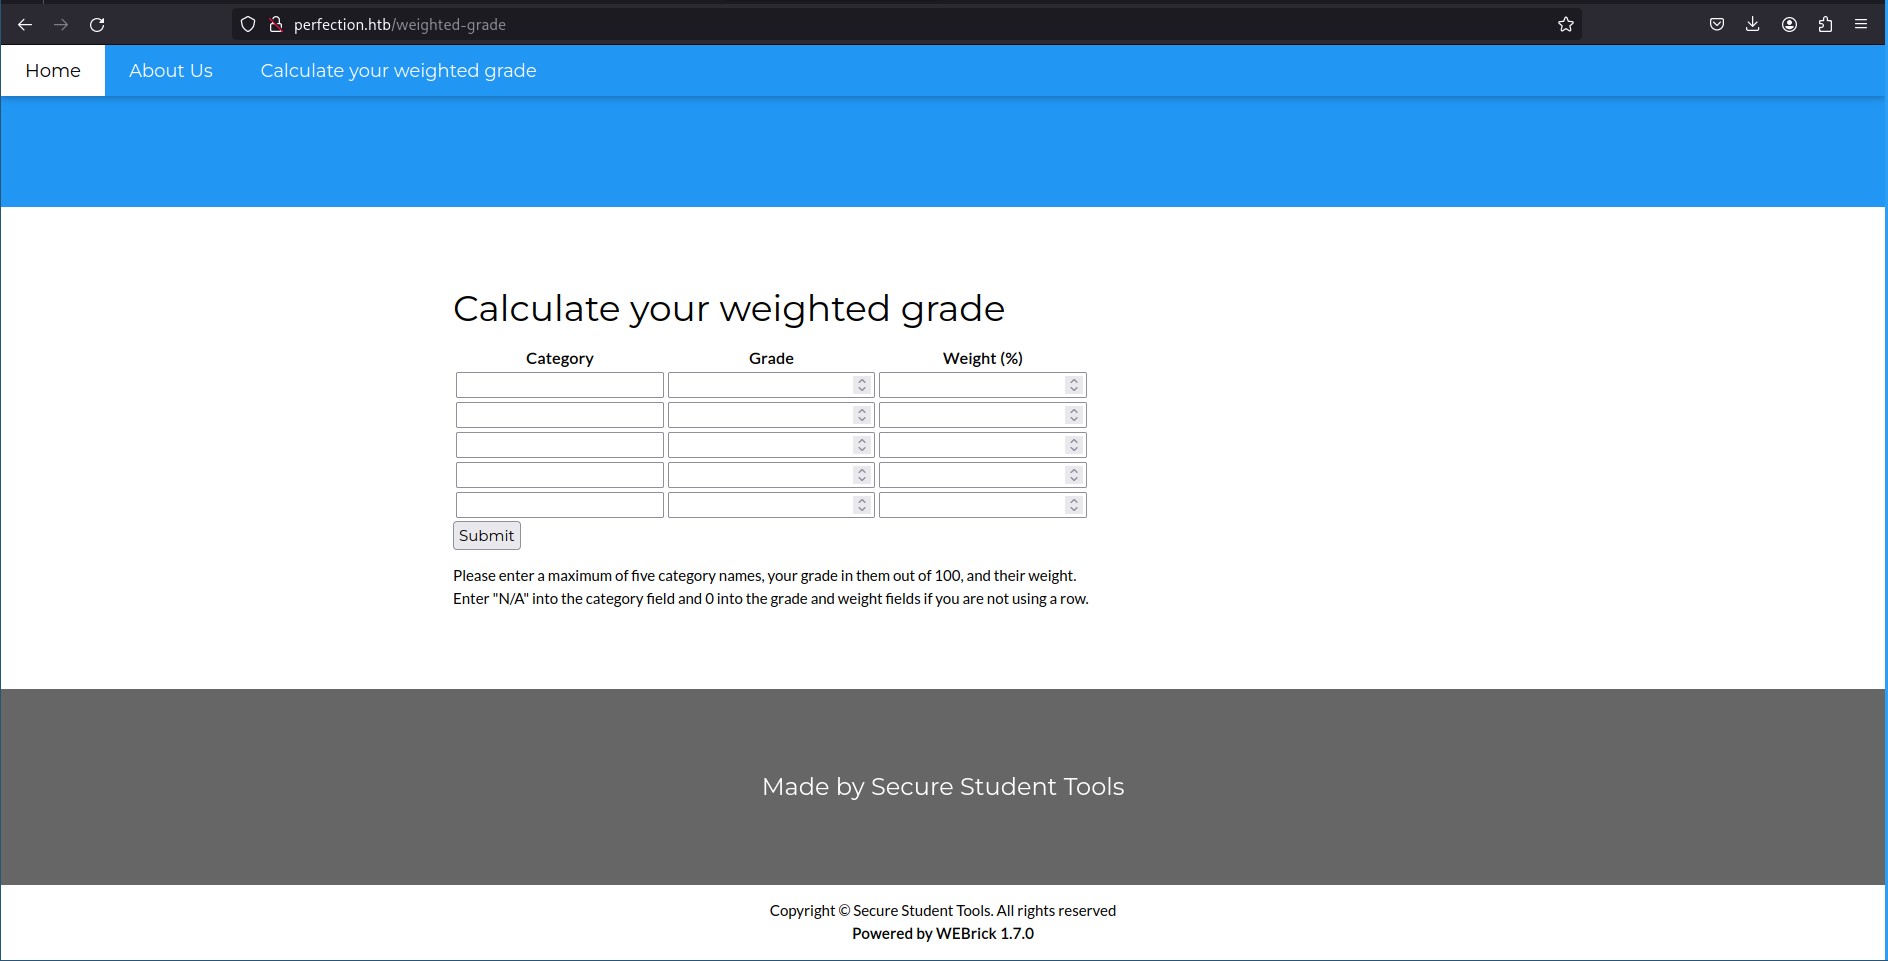 perfection.htb/weighted-grade
Home About Us Calculate your weighted grade
Calculate your weighted grade
Category Grade Weight (%)
Submit
Please enter a maximum of five category names, your grade in them out of 100, and their weight.
Enter "N/A" into the category field and 0 into the grade and weight fields if you are not using a row.
Made by Secure Student Tools
Copyright © Secure Student Tools. All rights reserved
Powered by WEBrick 1.7.0